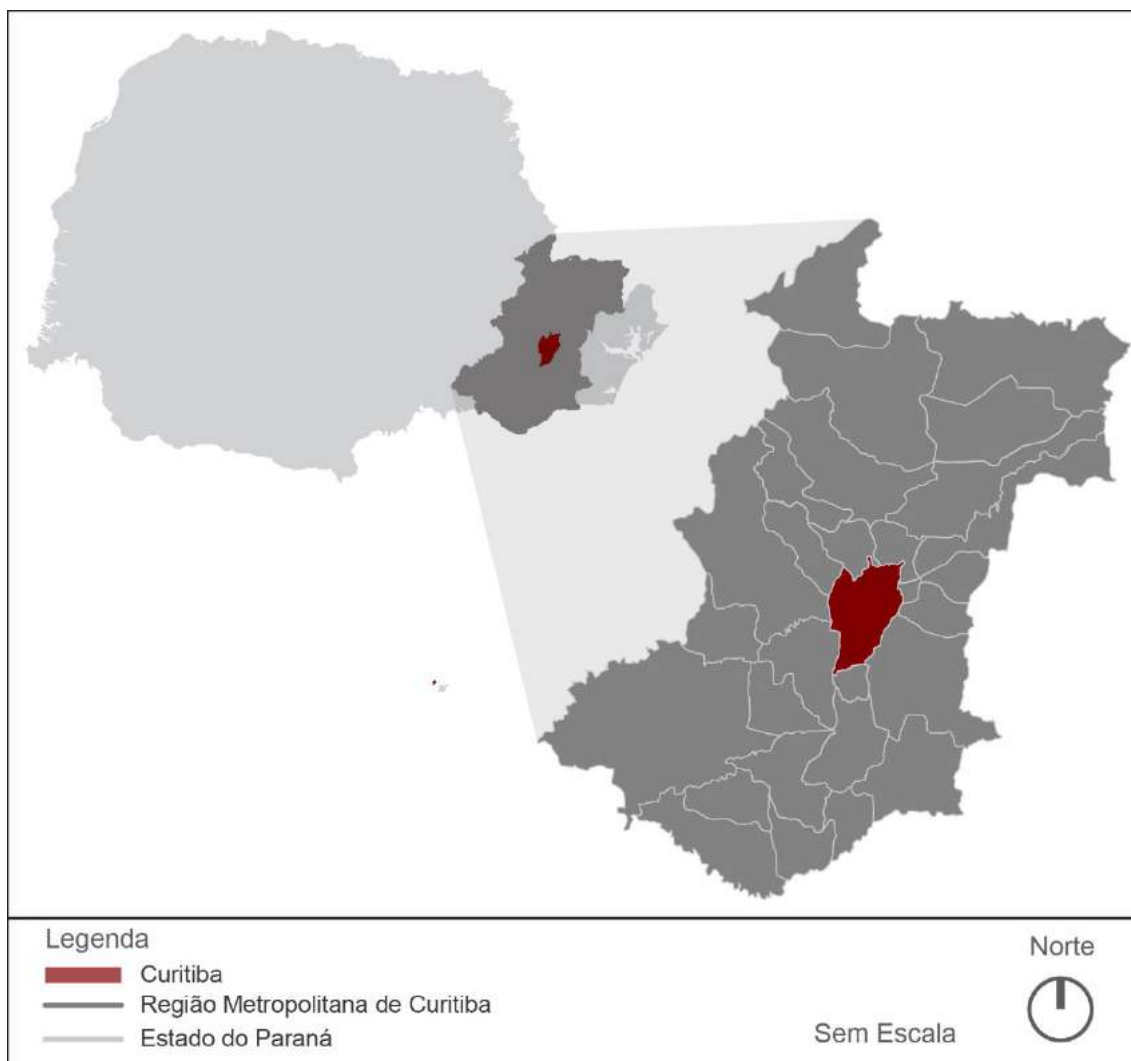 Legenda
Curitiba
Região Metropolitana de Curitiba
Estado do Paraná
Sem Escala
Norte